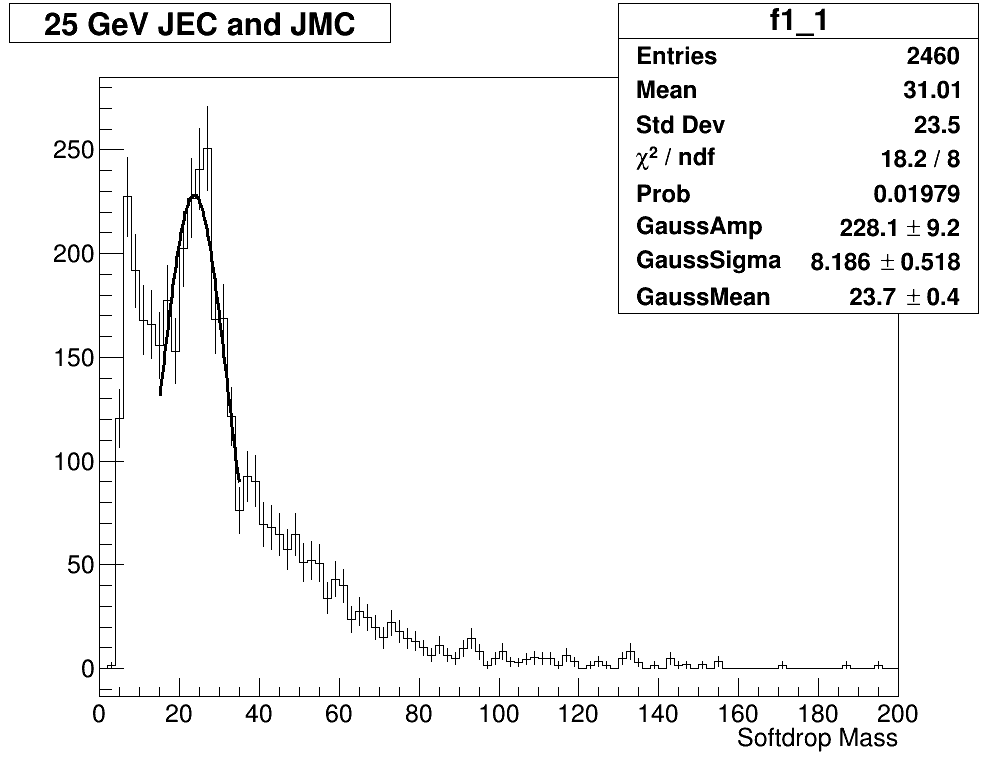 25 GeV JEC and JMC
f1_1
Entries 2460
Mean 31.01
Std Dev 23.5
χ² / ndf 18.2 / 8
Prob 0.01979
GaussAmp 228.1 ± 9.2
GaussSigma 8.186 ± 0.518
GaussMean 23.7 ± 0.4
250
200
150
100
50
0
0 20 40 60 80 100 120 140 160 180 200
Softdrop Mass